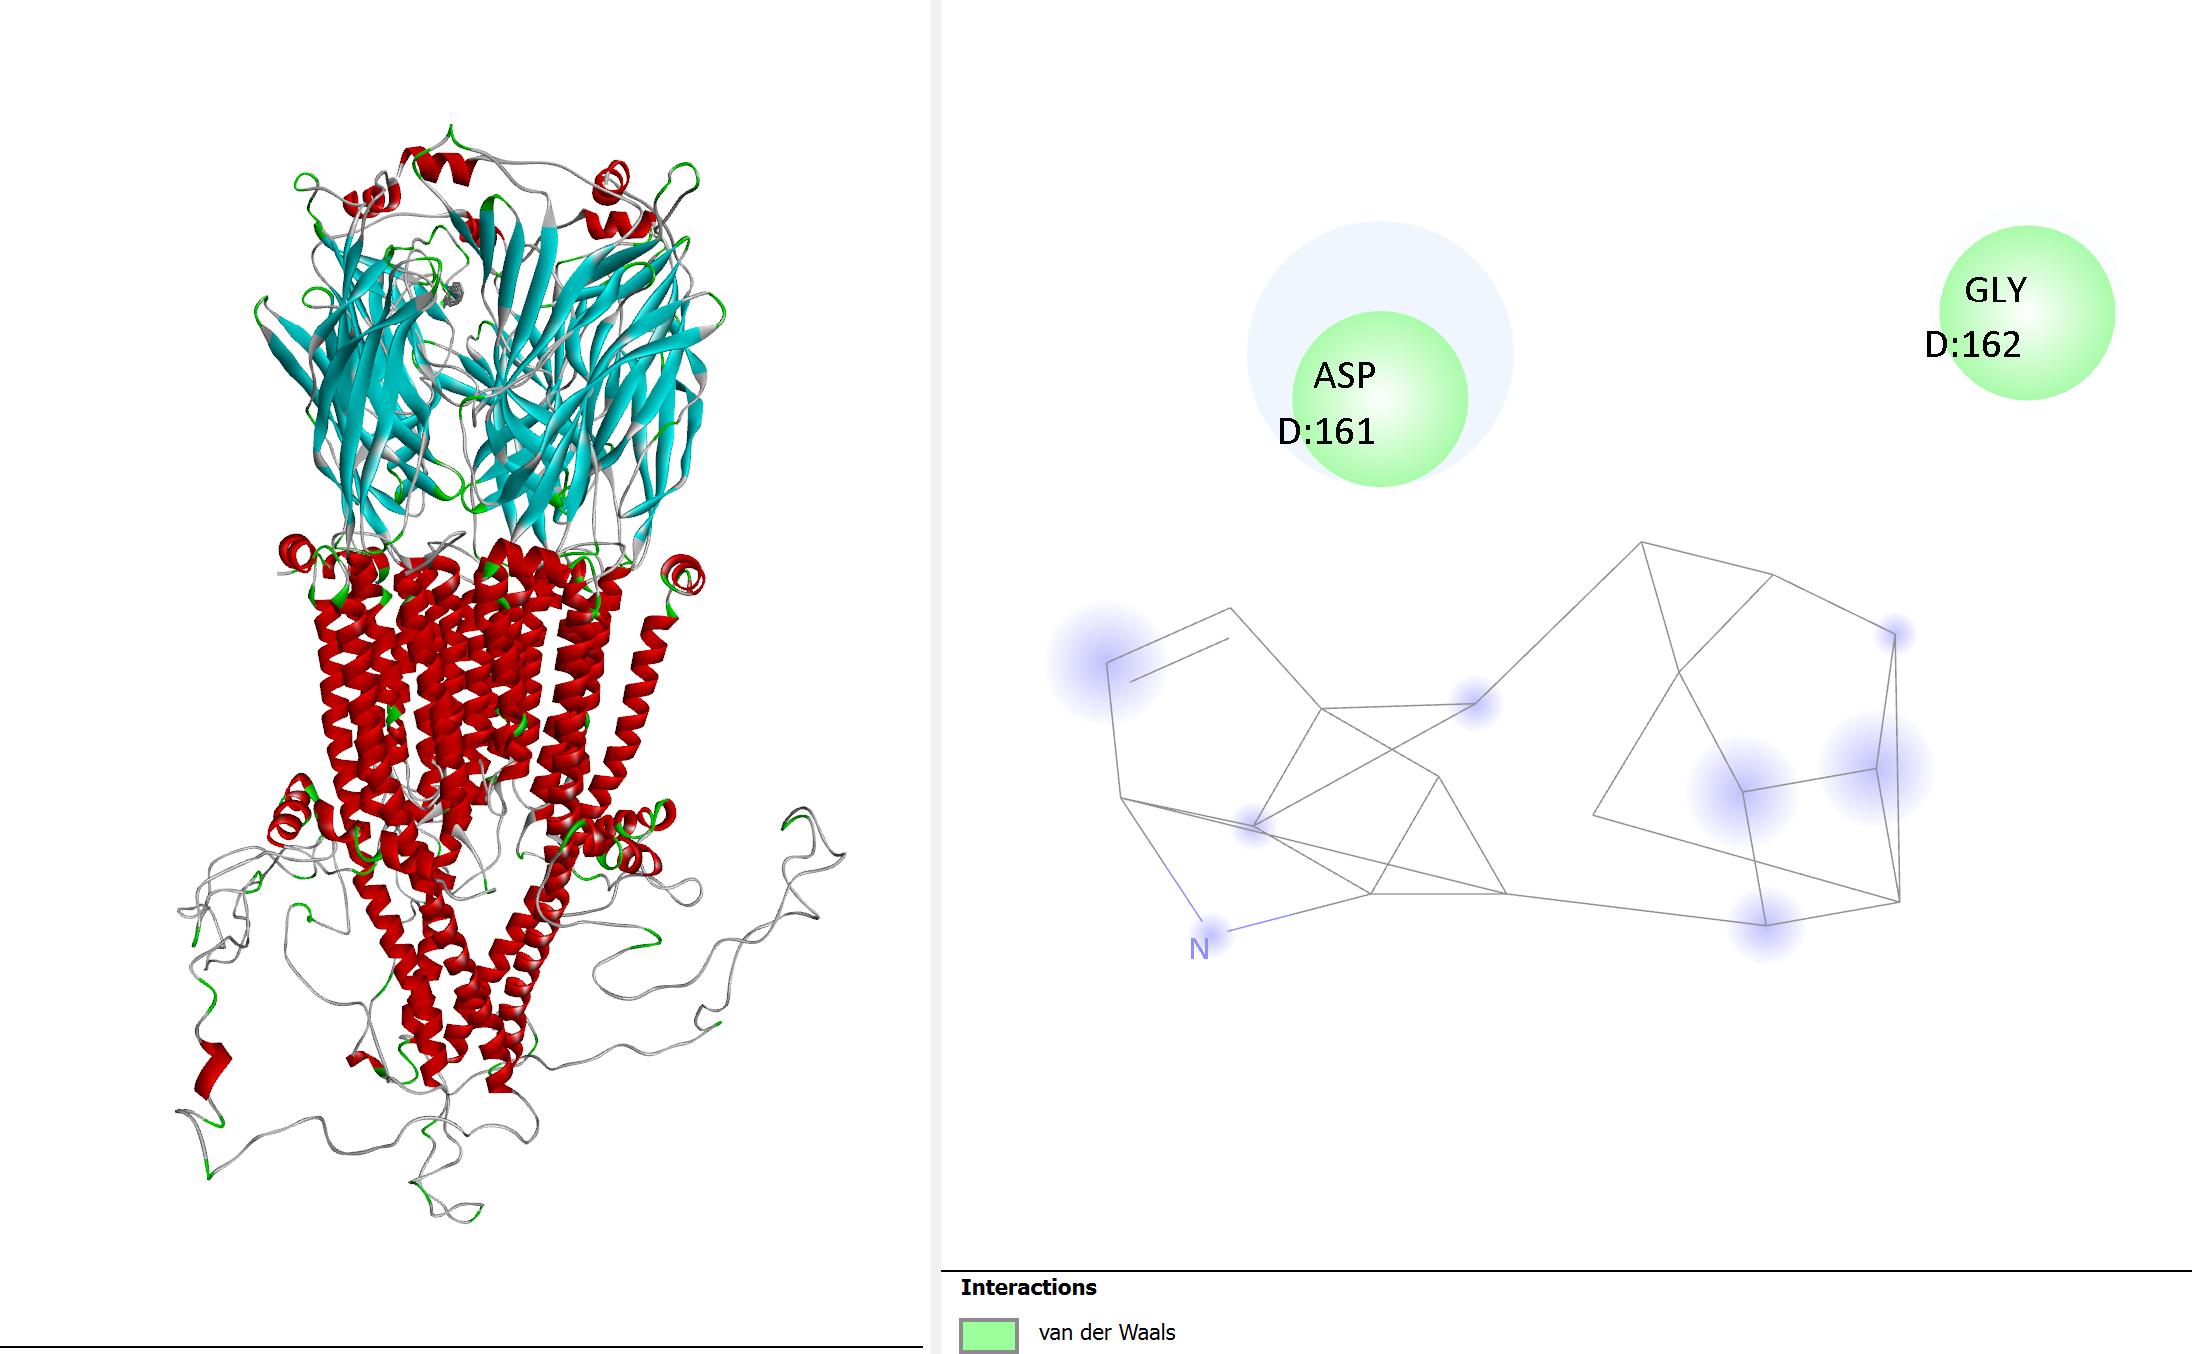 GLY
D:162
ASP
D:161
N
Interactions
van der Waals